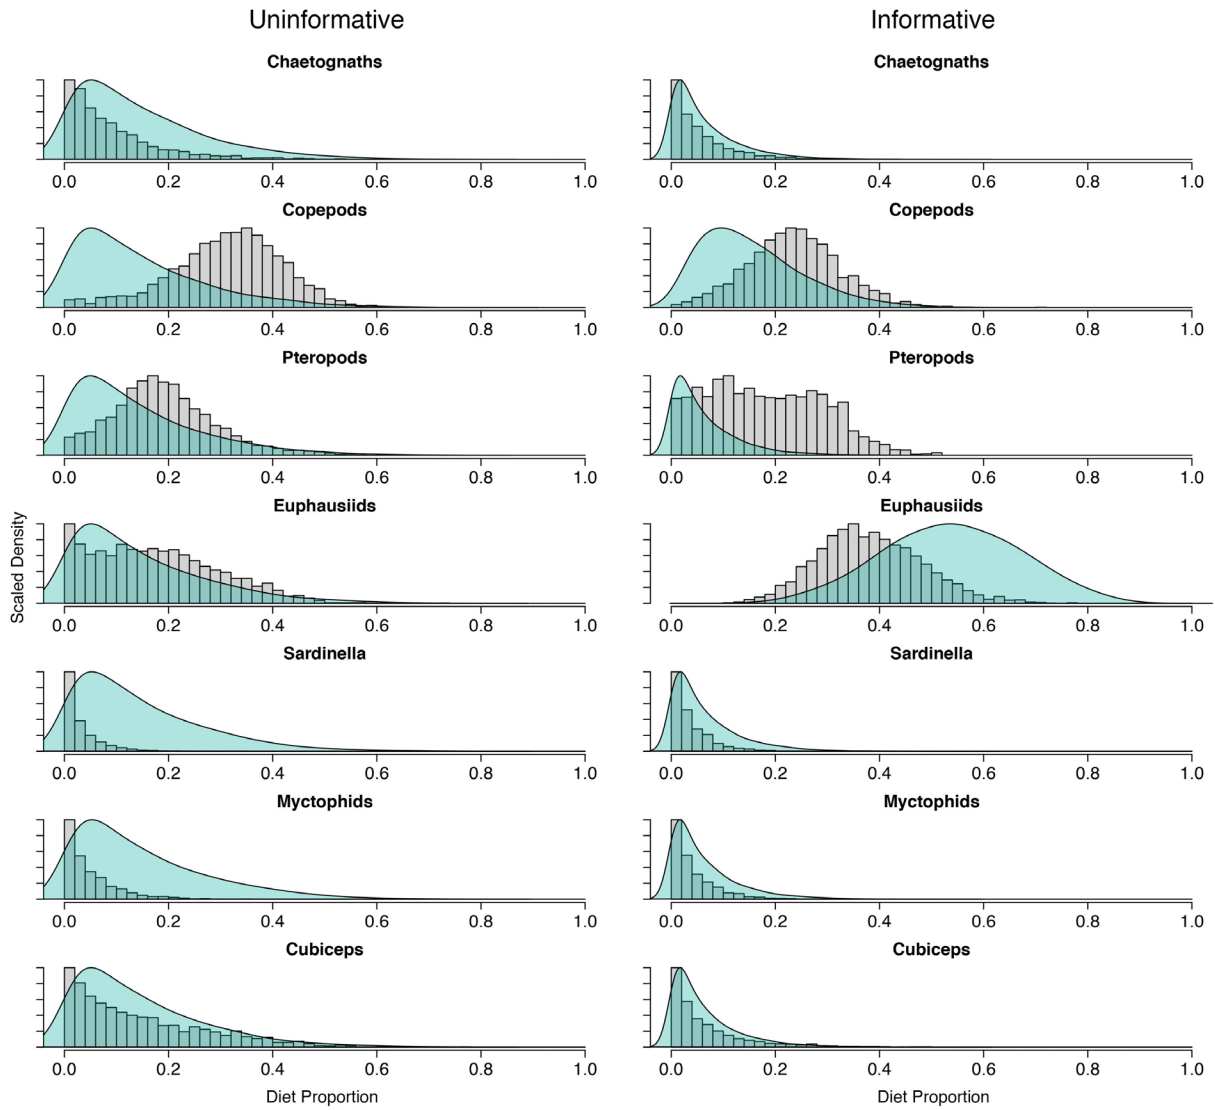 Uninformative Informative
Chaetognaths Chaetognaths
0.0 0.2 0.4 0.6 0.8 1.0 0.0 0.2 0.4 0.6 0.8 1.0
Copepods Copepods
0.0 0.2 0.4 0.6 0.8 1.0 0.0 0.2 0.4 0.6 0.8 1.0
Pteropods Pteropods
0.0 0.2 0.4 0.6 0.8 1.0 0.0 0.2 0.4 0.6 0.8 1.0
Euphausiids Euphausiids
Scaled Density
0.0 0.2 0.4 0.6 0.8 1.0 0.0 0.2 0.4 0.6 0.8 1.0
Sardinella Sardinella
0.0 0.2 0.4 0.6 0.8 1.0 0.0 0.2 0.4 0.6 0.8 1.0
Myctophids Myctophids
0.0 0.2 0.4 0.6 0.8 1.0 0.0 0.2 0.4 0.6 0.8 1.0
Cubiceps Cubiceps
0.0 0.2 0.4 0.6 0.8 1.0 0.0 0.2 0.4 0.6 0.8 1.0
Diet Proportion Diet Proportion